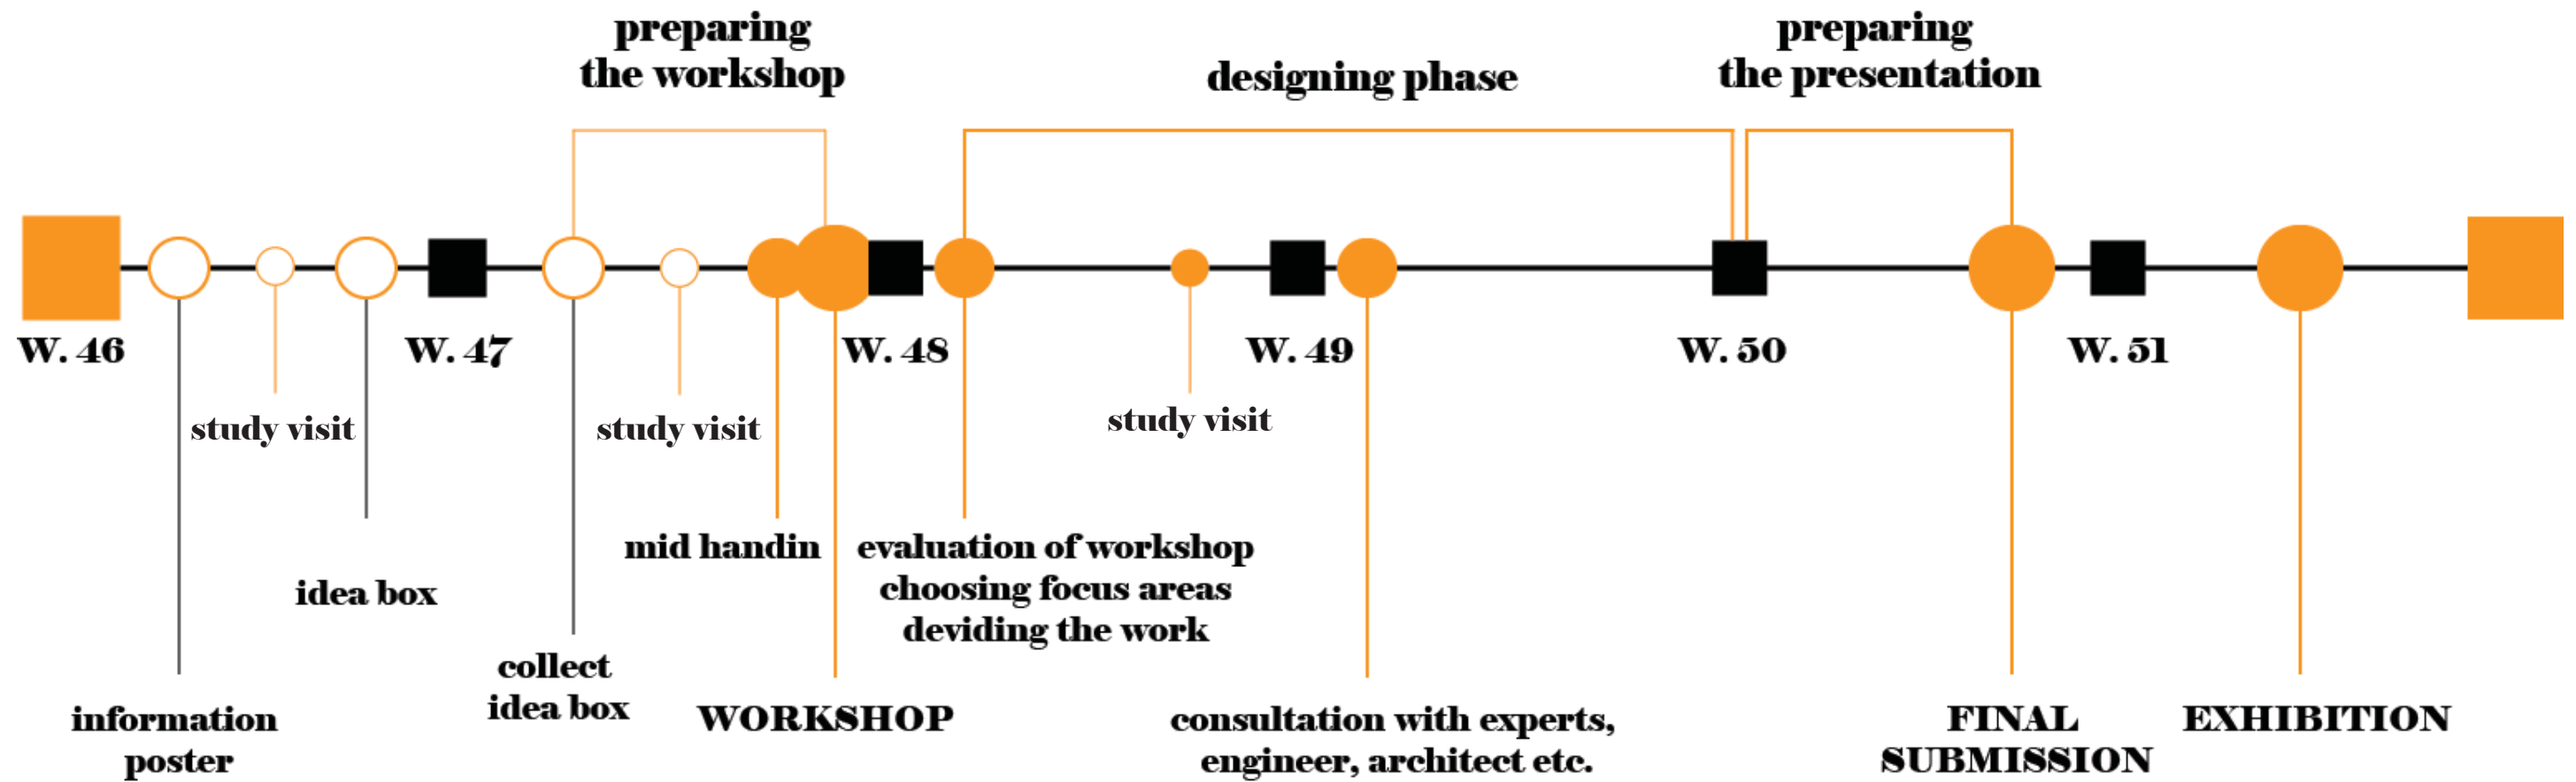 preparing
the workshop
designing phase
preparing
the presentation
W. 46
W. 47
W. 48
W. 49
W. 50
W. 51
study visit
study visit
study visit
mid handin
evaluation of workshop
choosing focus areas
deviding the work
idea box
collect
idea box
information
poster
WORKSHOP
consultation with experts,
engineer, architect etc.
FINAL
SUBMISSION
EXHIBITION